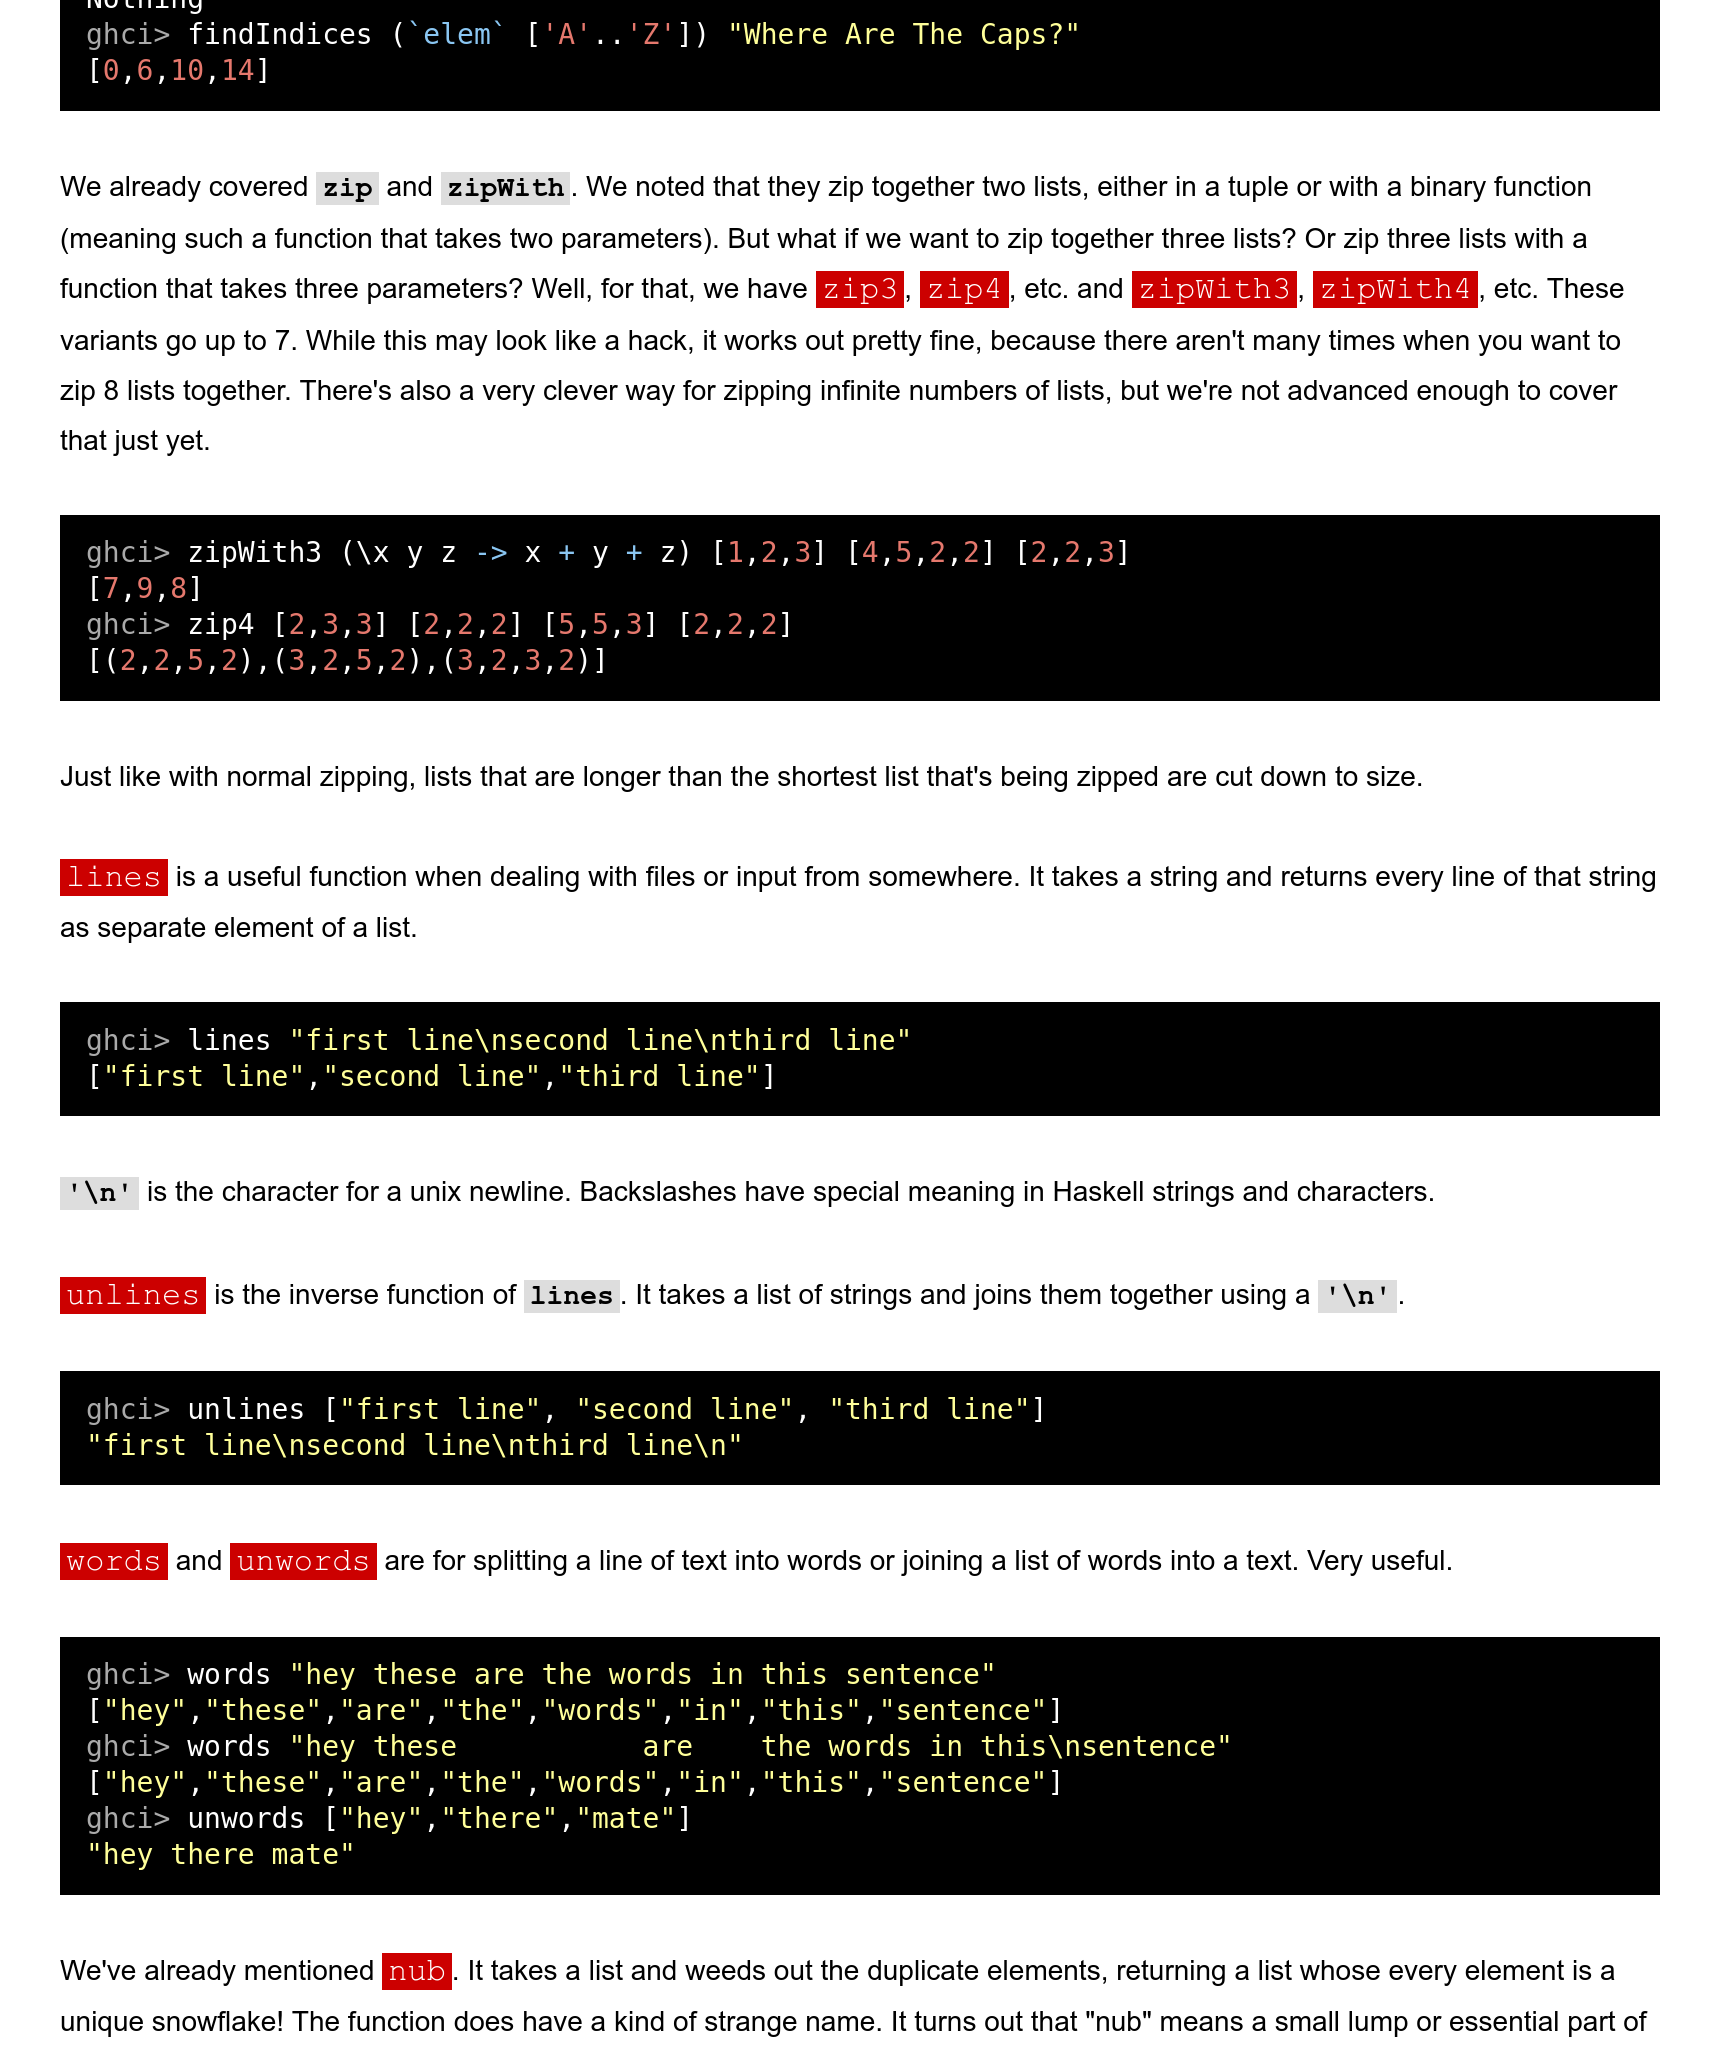 Nothing
ghci> findIndices (`elem` ['A'..'Z']) "Where Are The Caps?"
[0,6,10,14]
We already covered zip and zipWith. We noted that they zip together two lists, either in a tuple or with a binary function
(meaning such a function that takes two parameters). But what if we want to zip together three lists? Or zip three lists with a
function that takes three parameters? Well, for that, we have zip3, zip4, etc. and zipWith3, zipWith4, etc. These
variants go up to 7. While this may look like a hack, it works out pretty fine, because there aren't many times when you want to
zip 8 lists together. There's also a very clever way for zipping infinite numbers of lists, but we're not advanced enough to cover
that just yet.
ghci> zipWith3 (\x y z -> x + y + z) [1,2,3] [4,5,2,2] [2,2,3]
[7,9,8]
ghci> zip4 [2,3,3] [2,2,2] [5,5,3] [2,2,2]
[(2,2,5,2),(3,2,5,2),(3,2,3,2)]
Just like with normal zipping, lists that are longer than the shortest list that's being zipped are cut down to size.
lines is a useful function when dealing with files or input from somewhere. It takes a string and returns every line of that string
as separate element of a list.
ghci> lines "first line\nsecond line\nthird line"
["first line","second line","third line"]
'\n' is the character for a unix newline. Backslashes have special meaning in Haskell strings and characters.
unlines is the inverse function of lines. It takes a list of strings and joins them together using a '\n'.
ghci> unlines ["first line", "second line", "third line"]
"first line\nsecond line\nthird line\n"
words and unwords are for splitting a line of text into words or joining a list of words into a text. Very useful.
ghci> words "hey these are the words in this sentence"
["hey","these","are","the","words","in","this","sentence"]
ghci> words "hey these           are    the words in this\nsentence"
["hey","these","are","the","words","in","this","sentence"]
ghci> unwords ["hey","there","mate"]
"hey there mate"
We've already mentioned nub. It takes a list and weeds out the duplicate elements, returning a list whose every element is a
unique snowflake! The function does have a kind of strange name. It turns out that "nub" means a small lump or essential part of